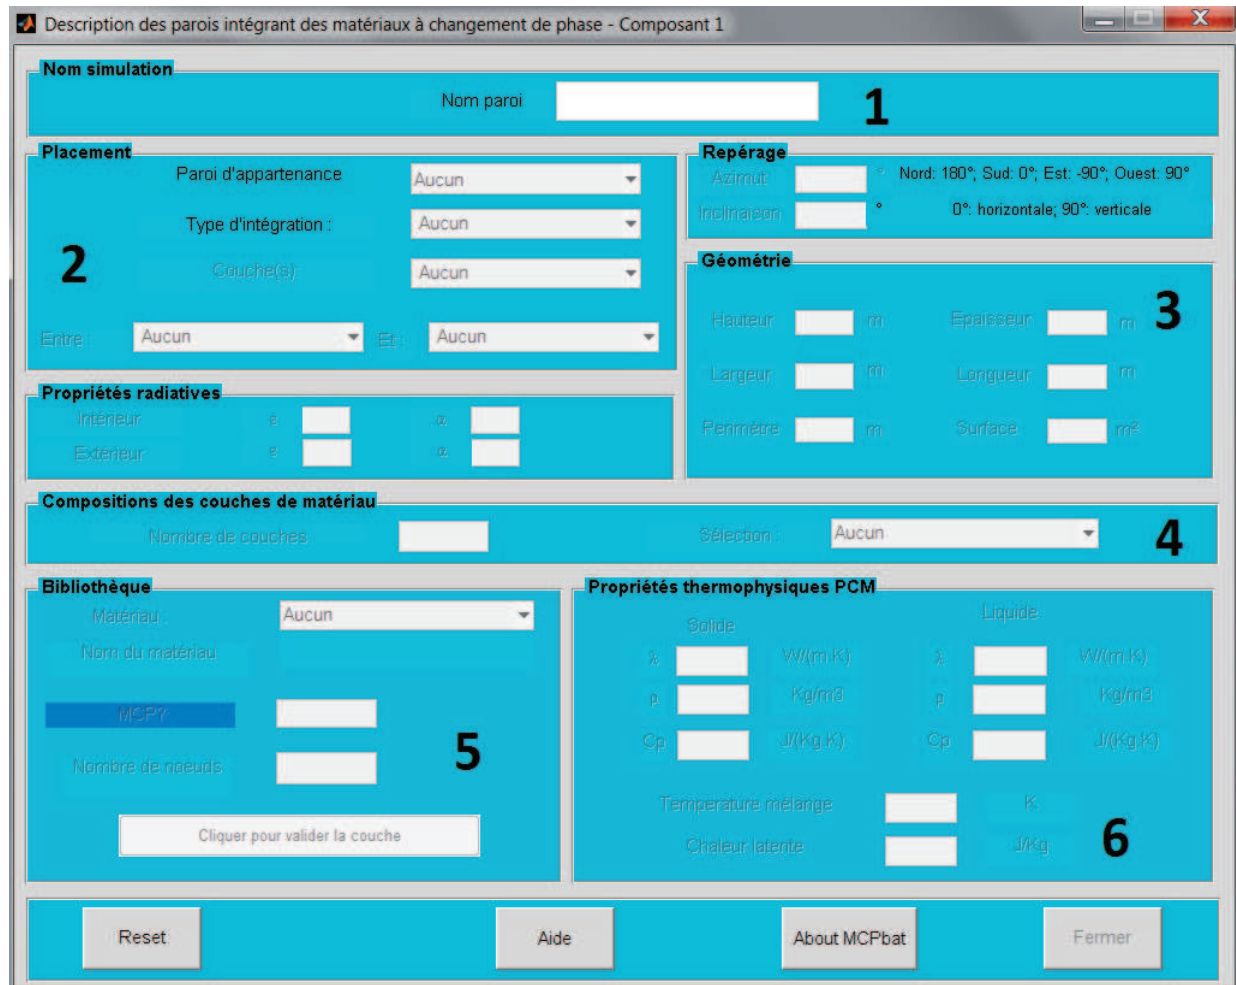 Description des parois intégrant des matériaux à changement de phase - Composant 1
Nom simulation
Nom paroi
1
Placement
Paroi d'appartenance Aucun
Type d'intégration : Aucun
2
Couche(s): Aucun
Entre : Aucun Et : Aucun
Repérage
Azimut ° Nord: 180°; Sud: 0°; Est: -90°; Ouest: 90°
Inclinaison ° 0°: horizontale; 90°: verticale
Géométrie
3
Hauteur m Epaisseur m
Largeur m Longueur m
Périmètre m Surface m²
Propriétés radiatives
Intérieur ε α
Extérieur ε α
Compositions des couches de matériau
Nombre de couches Sélection : Aucun
4
Bibliothèque
Matériau : Aucun
Nom du matériau
MCP?
5
Nombre de noeuds
Cliquer pour valider la couche
Propriétés thermophysiques PCM
Solide Liquide
λ W/(m.K) λ W/(m.K)
ρ Kg/m3 ρ Kg/m3
Cp J/(Kg.K) Cp J/(Kg.K)
Temperature mélange K
Chaleur latente J/Kg
6
Reset Aide About MCPbat Fermer